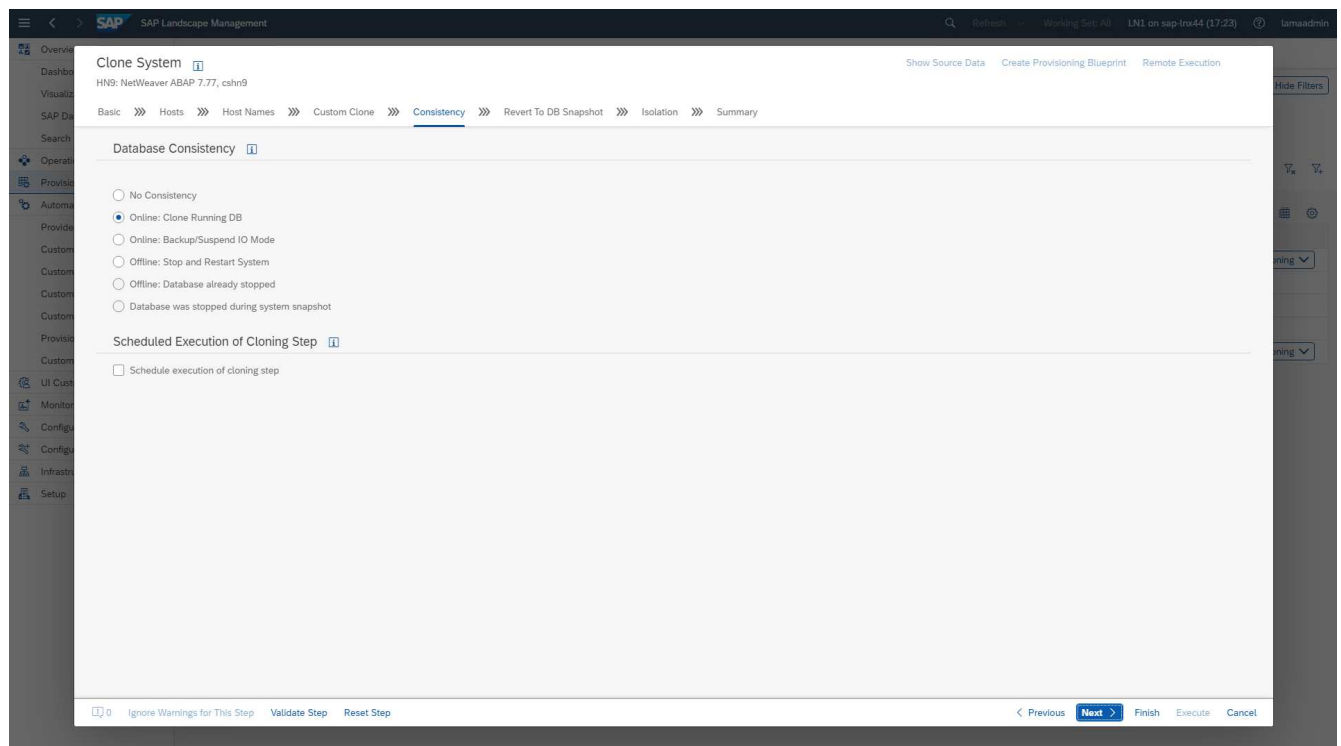 SAP SAP Landscape Management Refresh Working Set: All LN1 on sap-lnx44 (17:23) lamaadmin
Overvie
Dashbo
Visualiz
SAP Da
Search
Operati
Provisio
Automa
Provide
Custom
Custom
Custom
Custom
Provisio
Custom
UI Cust
Monitor
Configu
Configu
Infrastru
Setup
Hide Filters
oning
oning
Clone System
Show Source Data Create Provisioning Blueprint Remote Execution
HN9: NetWeaver ABAP 7.77, cshn9
Basic Hosts Host Names Custom Clone Consistency Revert To DB Snapshot Isolation Summary
Database Consistency
No Consistency
Online: Clone Running DB
Online: Backup/Suspend IO Mode
Offline: Stop and Restart System
Offline: Database already stopped
Database was stopped during system snapshot
Scheduled Execution of Cloning Step
Schedule execution of cloning step
0 Ignore Warnings for This Step Validate Step Reset Step < Previous Next > Finish Execute Cancel